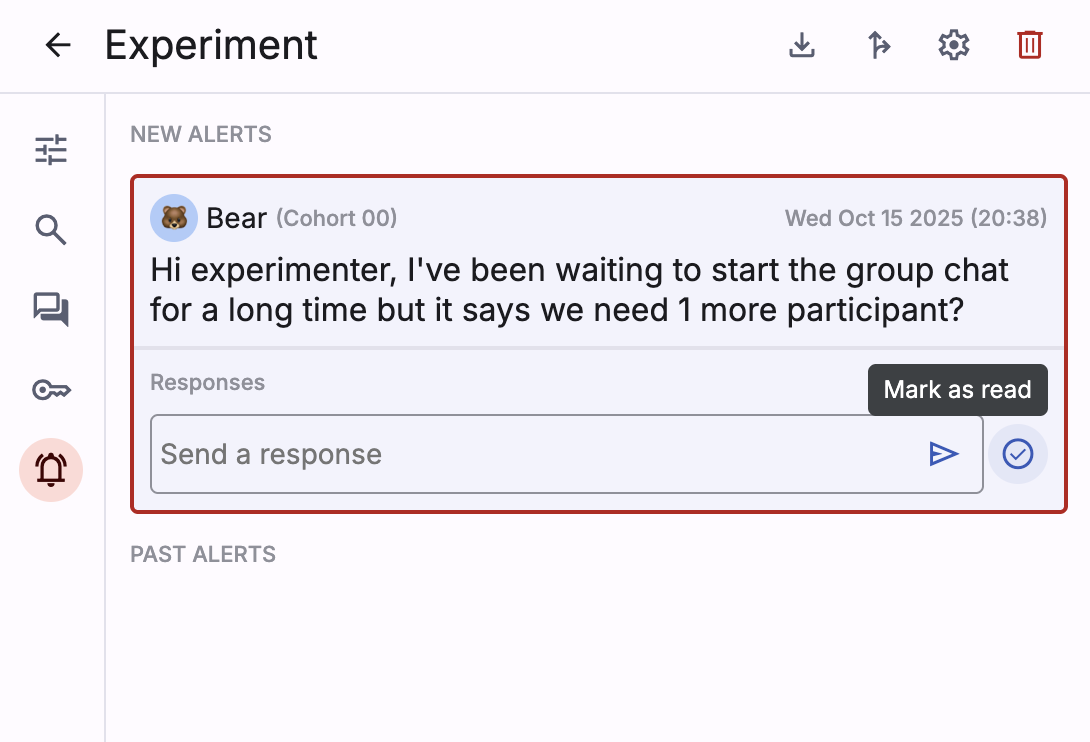 Experiment
NEW ALERTS
Bear (Cohort 00) Wed Oct 15 2025 (20:38)
Hi experimenter, I've been waiting to start the group chat
for a long time but it says we need 1 more participant?
Responses
Mark as read
Send a response
PAST ALERTS